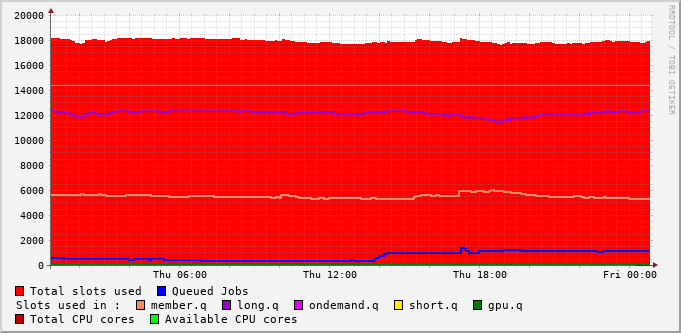 20000
18000
16000
14000
12000
10000
8000
6000
4000
2000
0
Thu 06:00 Thu 12:00 Thu 18:00 Fri 00:00
RRDTOOL / TOBI OETIKER
Total slots used Queued Jobs
Slots used in : member.q long.q ondemand.q short.q gpu.q
Total CPU cores Available CPU cores